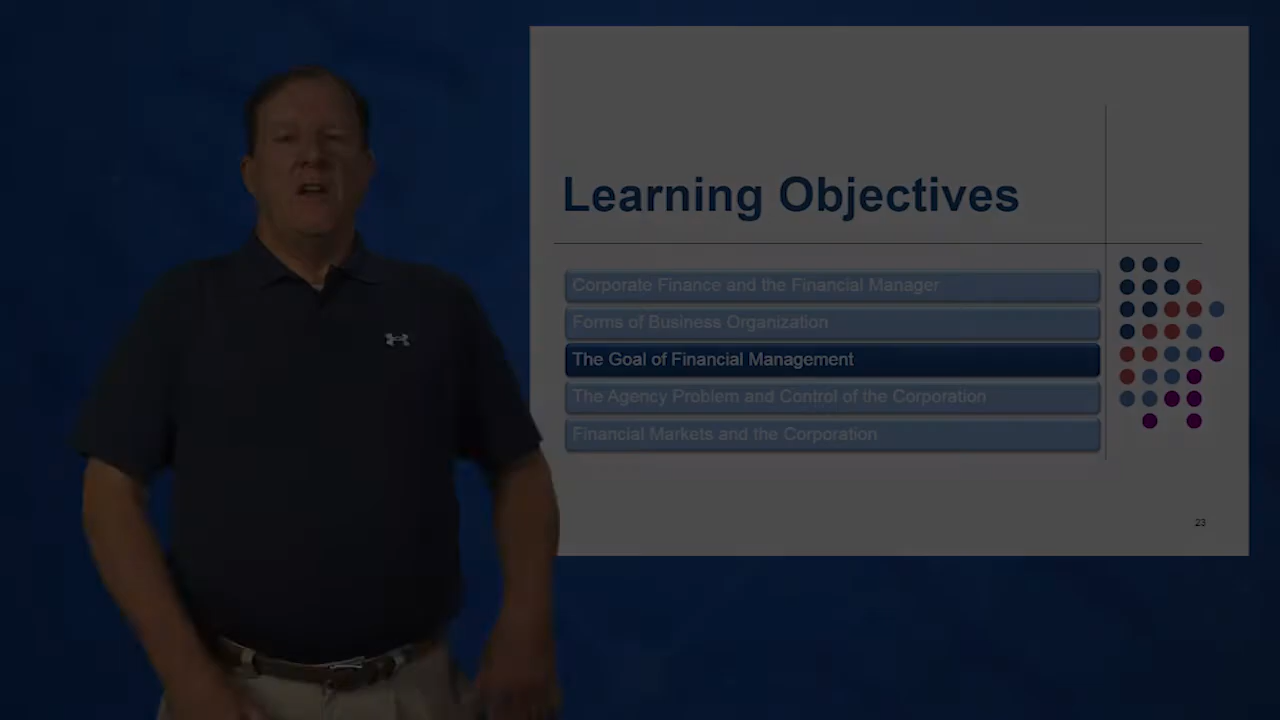 Learning Objectives
Corporate Finance and the Financial Manager
Forms of Business Organization
The Goal of Financial Management
The Agency Problem and Control of the Corporation
Financial Markets and the Corporation
23